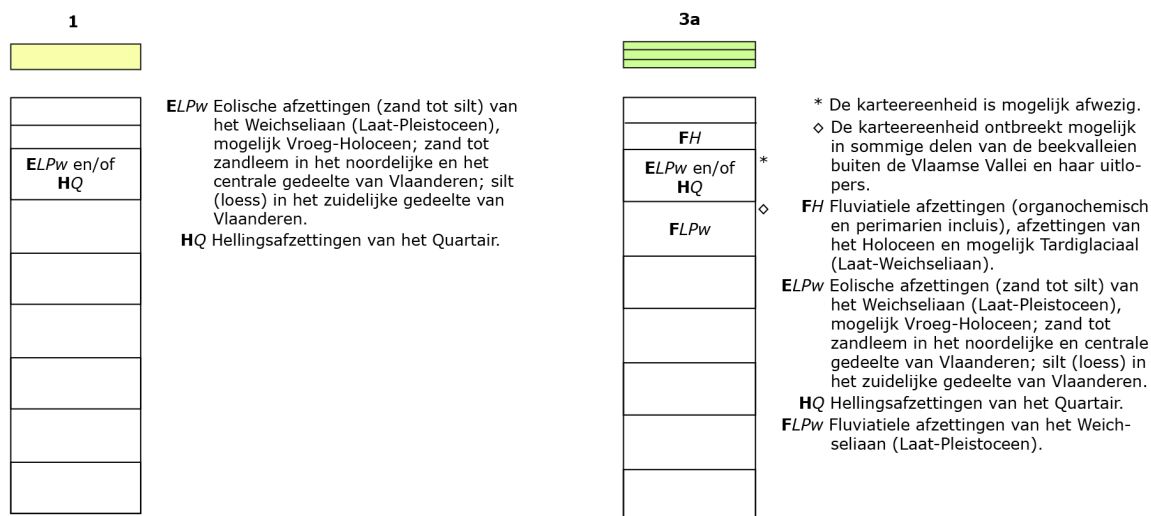 1
ELPw en/of
HQ
ELPw Eolische afzettingen (zand tot silt) van
het Weichseliaan (Laat-Pleistoceen),
mogelijk Vroeg-Holoceen; zand tot
zandleem in het noordelijke en het
centrale gedeelte van Vlaanderen; silt
(loess) in het zuidelijke gedeelte van
Vlaanderen.
HQ Hellingsafzettingen van het Quartair.
3a
FH
ELPw en/of
HQ
*
FLPw
◇
* De karteereenheid is mogelijk afwezig.
◇ De karteereenheid ontbreekt mogelijk
in sommige delen van de beekvalleien
buiten de Vlaamse Vallei en haar uitlo-
pers.
FH Fluviatiele afzettingen (organochemisch
en perimarien incluis), afzettingen van
het Holoceen en mogelijk Tardiglaciaal
(Laat-Weichseliaan).
ELPw Eolische afzettingen (zand tot silt) van
het Weichseliaan (Laat-Pleistoceen),
mogelijk Vroeg-Holoceen; zand tot
zandleem in het noordelijke en centrale
gedeelte van Vlaanderen; silt (loess) in
het zuidelijke gedeelte van Vlaanderen.
HQ Hellingsafzettingen van het Quartair.
FLPw Fluviatiele afzettingen van het Weich-
seliaan (Laat-Pleistoceen).